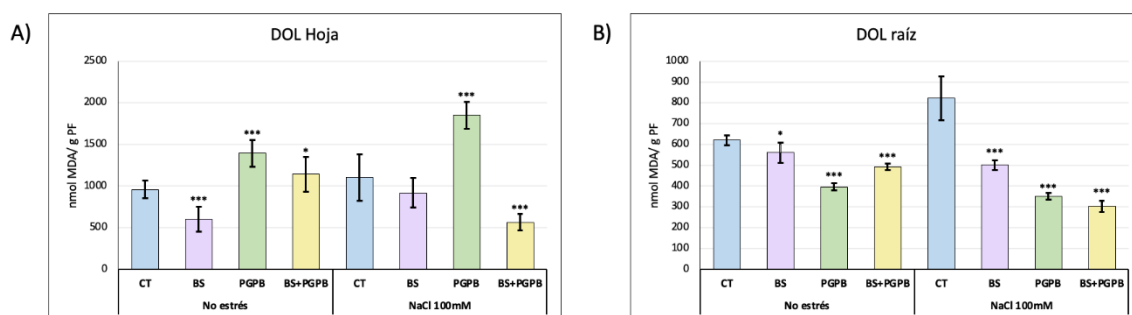 A)
DOL Hoja
nmol MDA/ g PF
2500
2000
1500
1000
500
0
***
***
*
***
***
CT BS PGPB BS+PGPB CT BS PGPB BS+PGPB
No estrés NaCl 100mM
B)
DOL raíz
nmol MDA/ g PF
1000
900
800
700
600
500
400
300
200
100
0
*
***
***
***
***
***
CT BS PGPB BS+PGPB CT BS PGPB BS+PGPB
No estrés NaCl 100mM